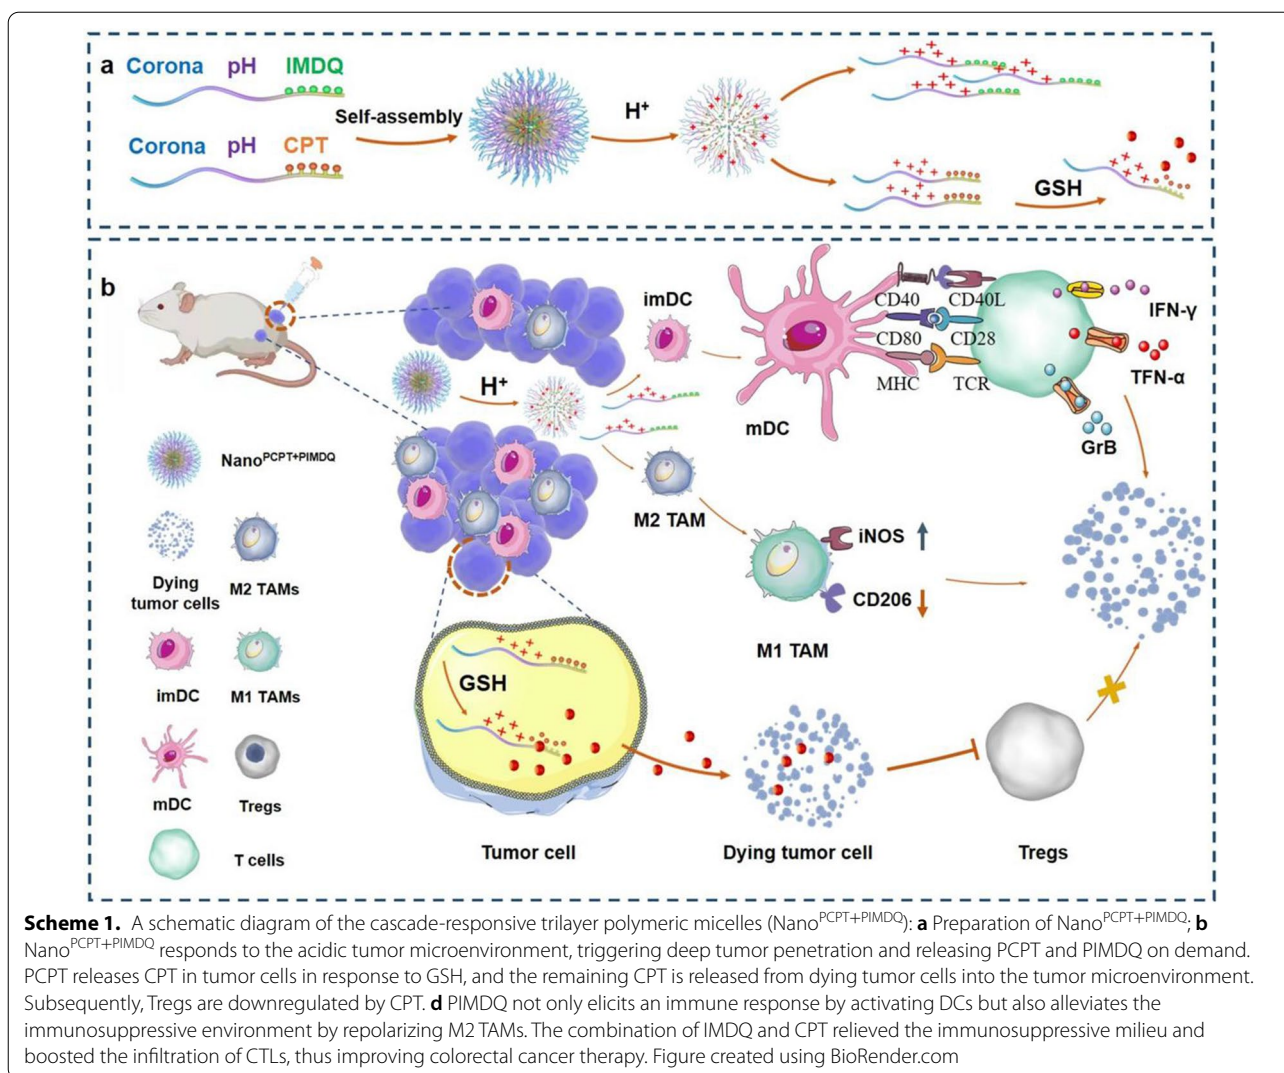 a
Corona pH IMDQ
Self-assembly
H+
Corona pH CPT
GSH
b
imDC
CD40 CD40L
IFN-γ
CD80 CD28
TFN-α
MHC TCR
H+
mDC
GrB
NanoPCPT+PIMDQ
M2 TAM
iNOS
Dying
tumor cells
M2 TAMs
CD206
M1 TAM
GSH
imDC M1 TAMs
mDC Tregs
T cells
Tumor cell Dying tumor cell Tregs
Scheme 1. A schematic diagram of the cascade-responsive trilayer polymeric micelles (NanoPCPT+PIMDQ): a Preparation of NanoPCPT+PIMDQ; b
NanoPCPT+PIMDQ responds to the acidic tumor microenvironment, triggering deep tumor penetration and releasing PCPT and PIMDQ on demand.
PCPT releases CPT in tumor cells in response to GSH, and the remaining CPT is released from dying tumor cells into the tumor microenvironment.
Subsequently, Tregs are downregulated by CPT. d PIMDQ not only elicits an immune response by activating DCs but also alleviates the
immunosuppressive environment by repolarizing M2 TAMs. The combination of IMDQ and CPT relieved the immunosuppressive milieu and
boosted the infiltration of CTLs, thus improving colorectal cancer therapy. Figure created using BioRender.com